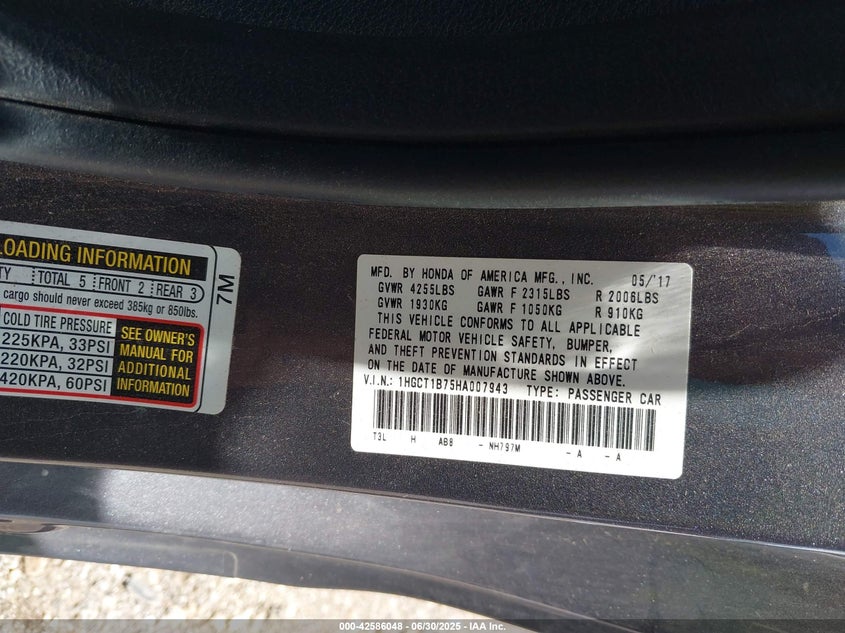 LOADING INFORMATION
TOTAL 5 FRONT 2 REAR 3
cargo should never exceed 385kg or 850lbs.
COLD TIRE PRESSURE
225KPA, 33PSI
220KPA, 32PSI
420KPA, 60PSI
SEE OWNER'S
MANUAL FOR
ADDITIONAL
INFORMATION
7M
MFD. BY HONDA OF AMERICA MFG., INC. 05/'17
GVWR 4255LBS GAWR F 2315LBS R 2006LBS
GVWR 1930KG GAWR F 1050KG R 910KG
THIS VEHICLE CONFORMS TO ALL APPLICABLE
FEDERAL MOTOR VEHICLE SAFETY, BUMPER,
AND THEFT PREVENTION STANDARDS IN EFFECT
ON THE DATE OF MANUFACTURE SHOWN ABOVE.
V.I.N.: 1HGCT1B75HA007943 TYPE: PASSENGER CAR
T3L H AB8 - NH797M - A - A
000-42586048 - 06/30/2025 - IAA Inc.